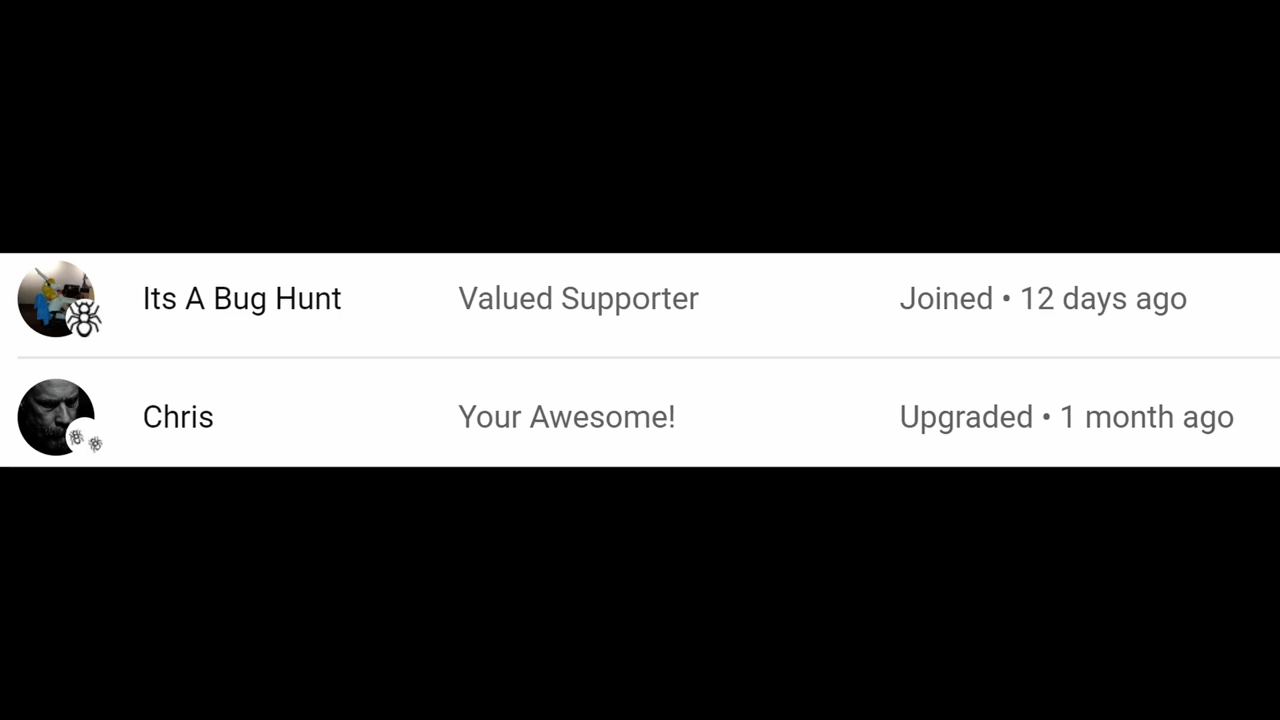 Its A Bug Hunt Valued Supporter Joined • 12 days ago
Chris Your Awesome! Upgraded • 1 month ago